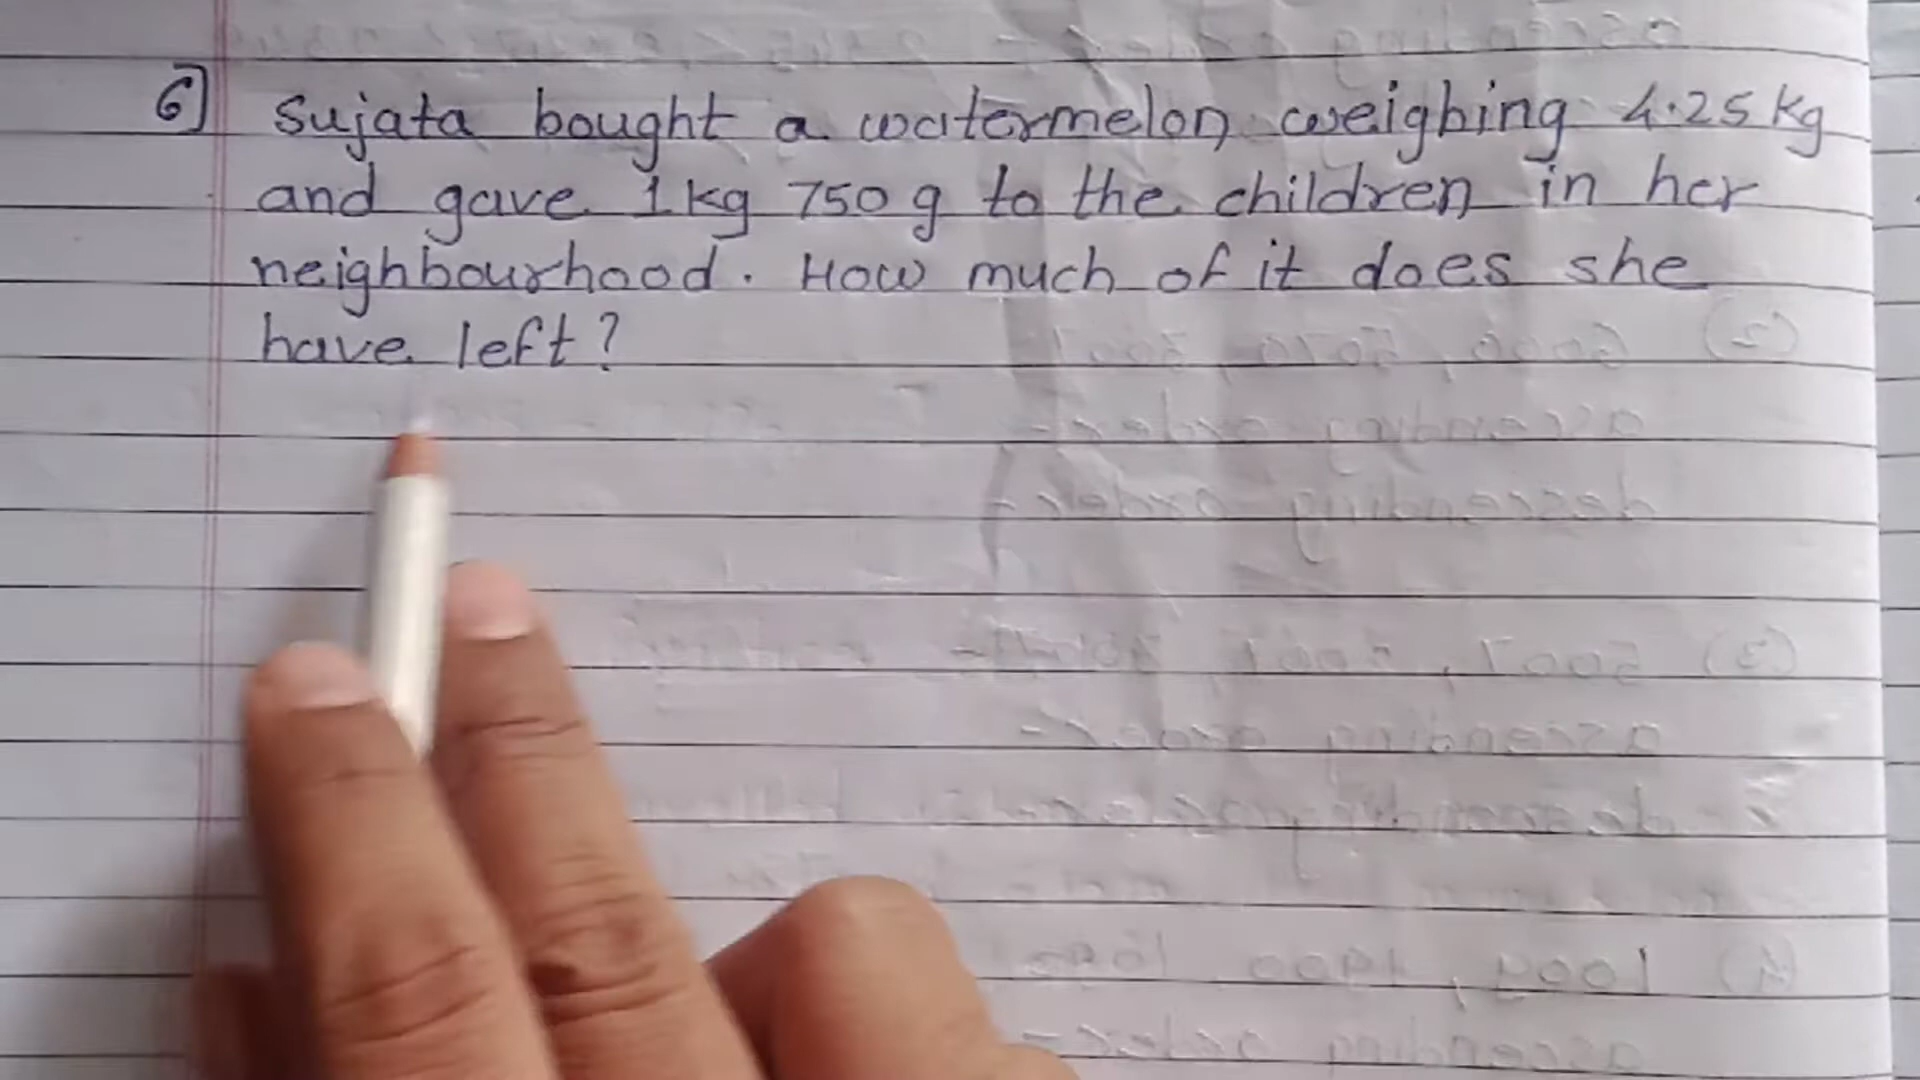 6] Sujata bought a watermelon weighing 4.25 kg
and gave 1 kg 750 g to the children in her
neighbourhood. How much of it does she
have left?